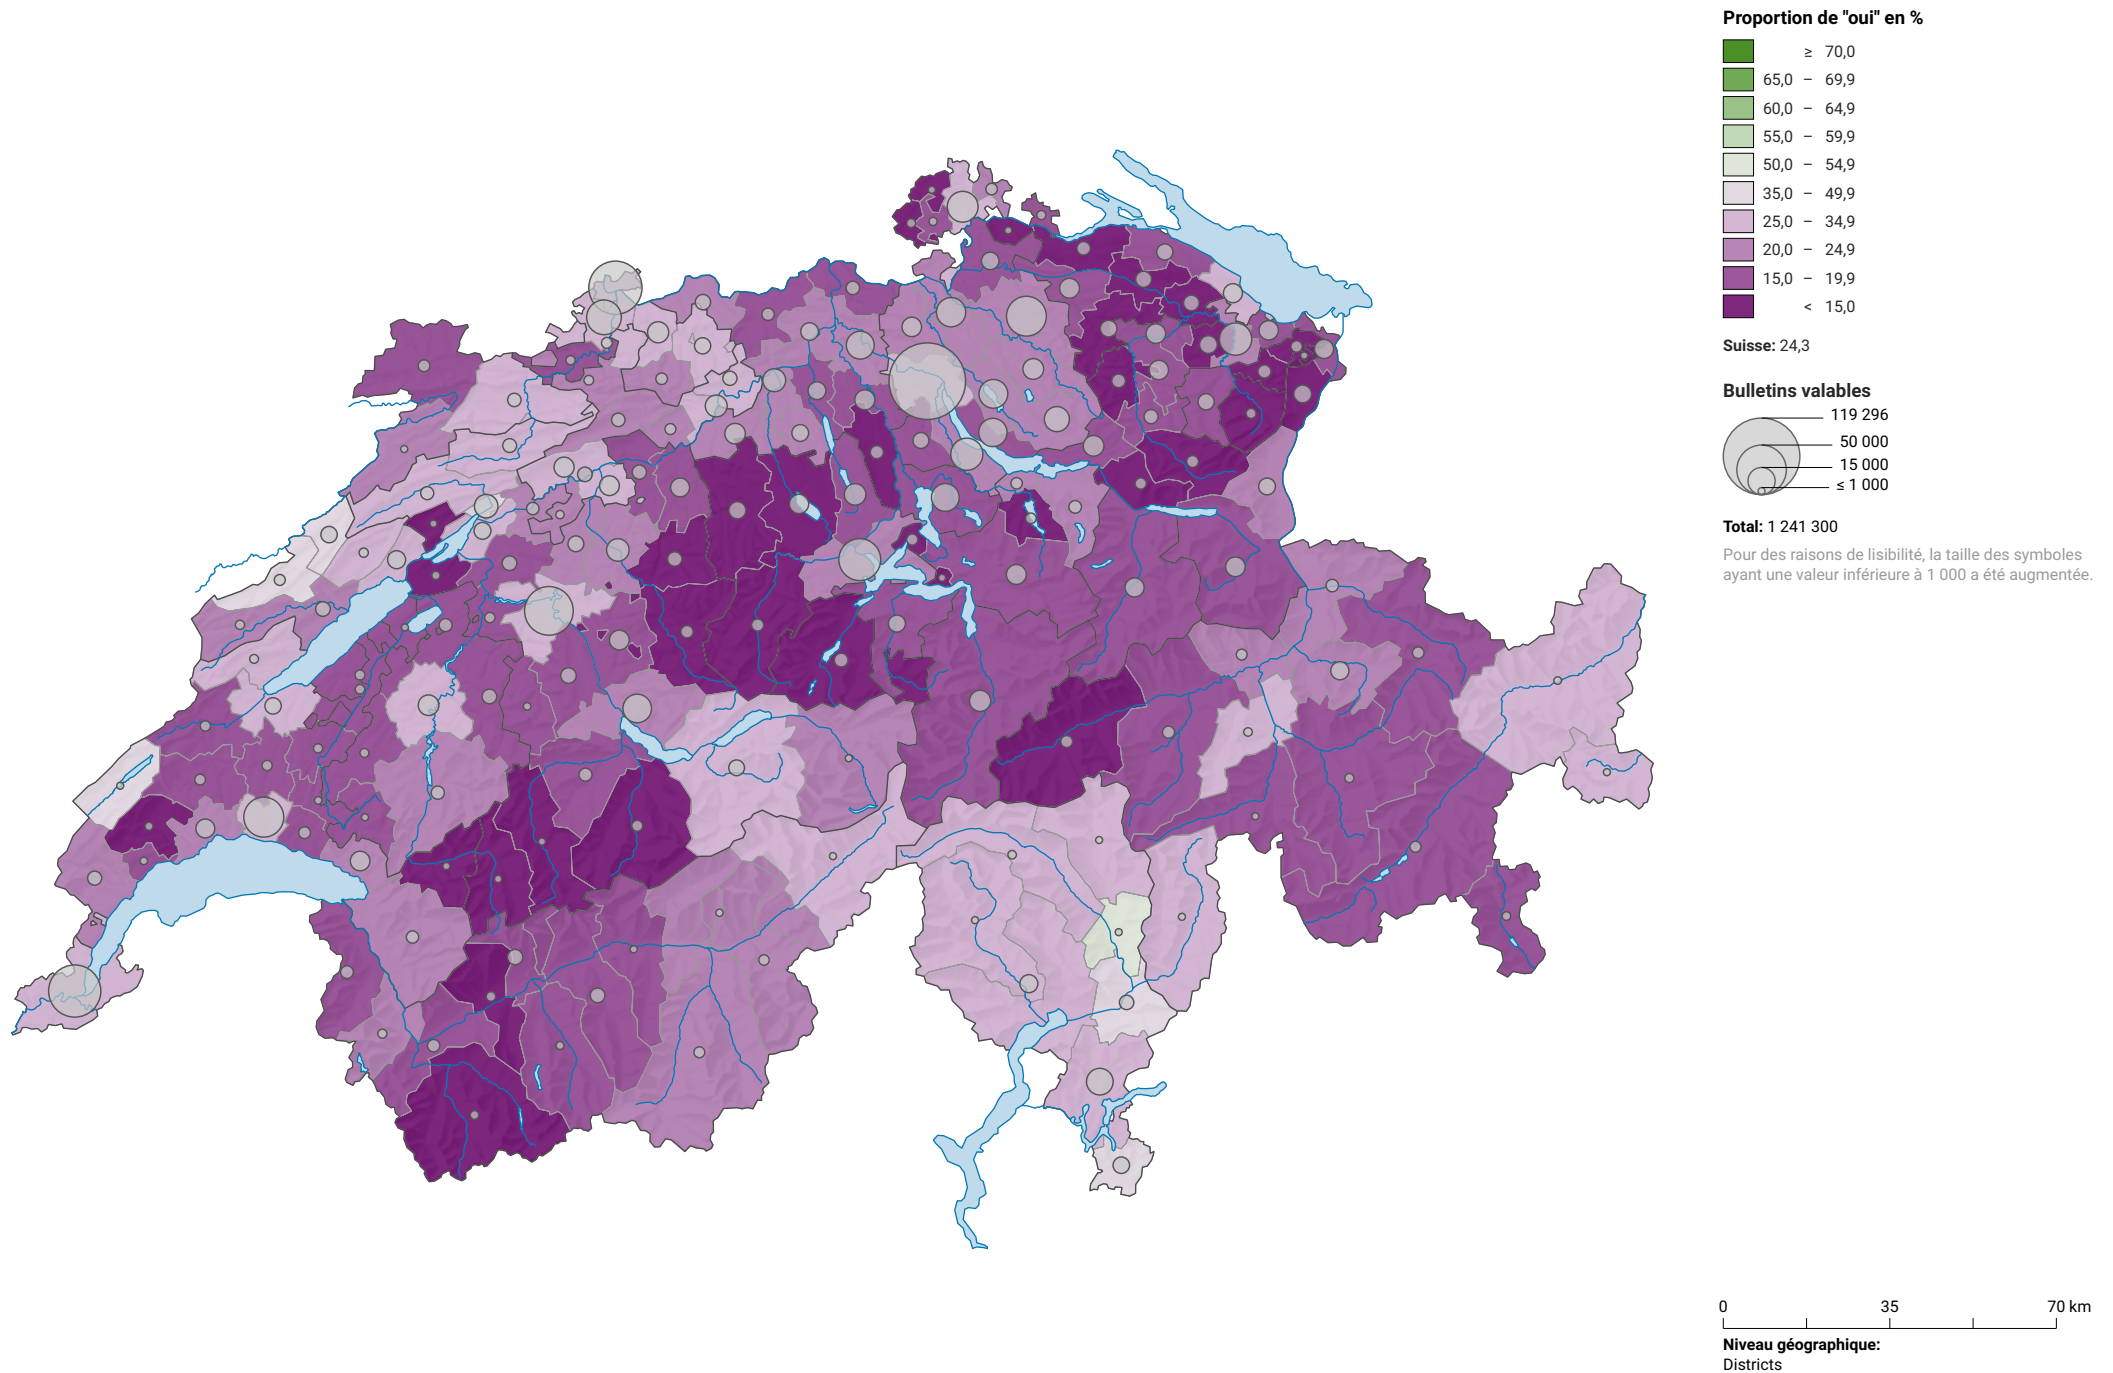 Proportion de "oui" en %
≥ 70,0
65,0 – 69,9
60,0 – 64,9
55,0 – 59,9
50,0 – 54,9
35,0 – 49,9
25,0 – 34,9
20,0 – 24,9
15,0 – 19,9
< 15,0
Suisse: 24,3
Bulletins valables
119 296
50 000
15 000
≤ 1 000
Total: 1 241 300
Pour des raisons de lisibilité, la taille des symboles
ayant une valeur inférieure à 1 000 a été augmentée.
0 35 70 km
Niveau géographique:
Districts